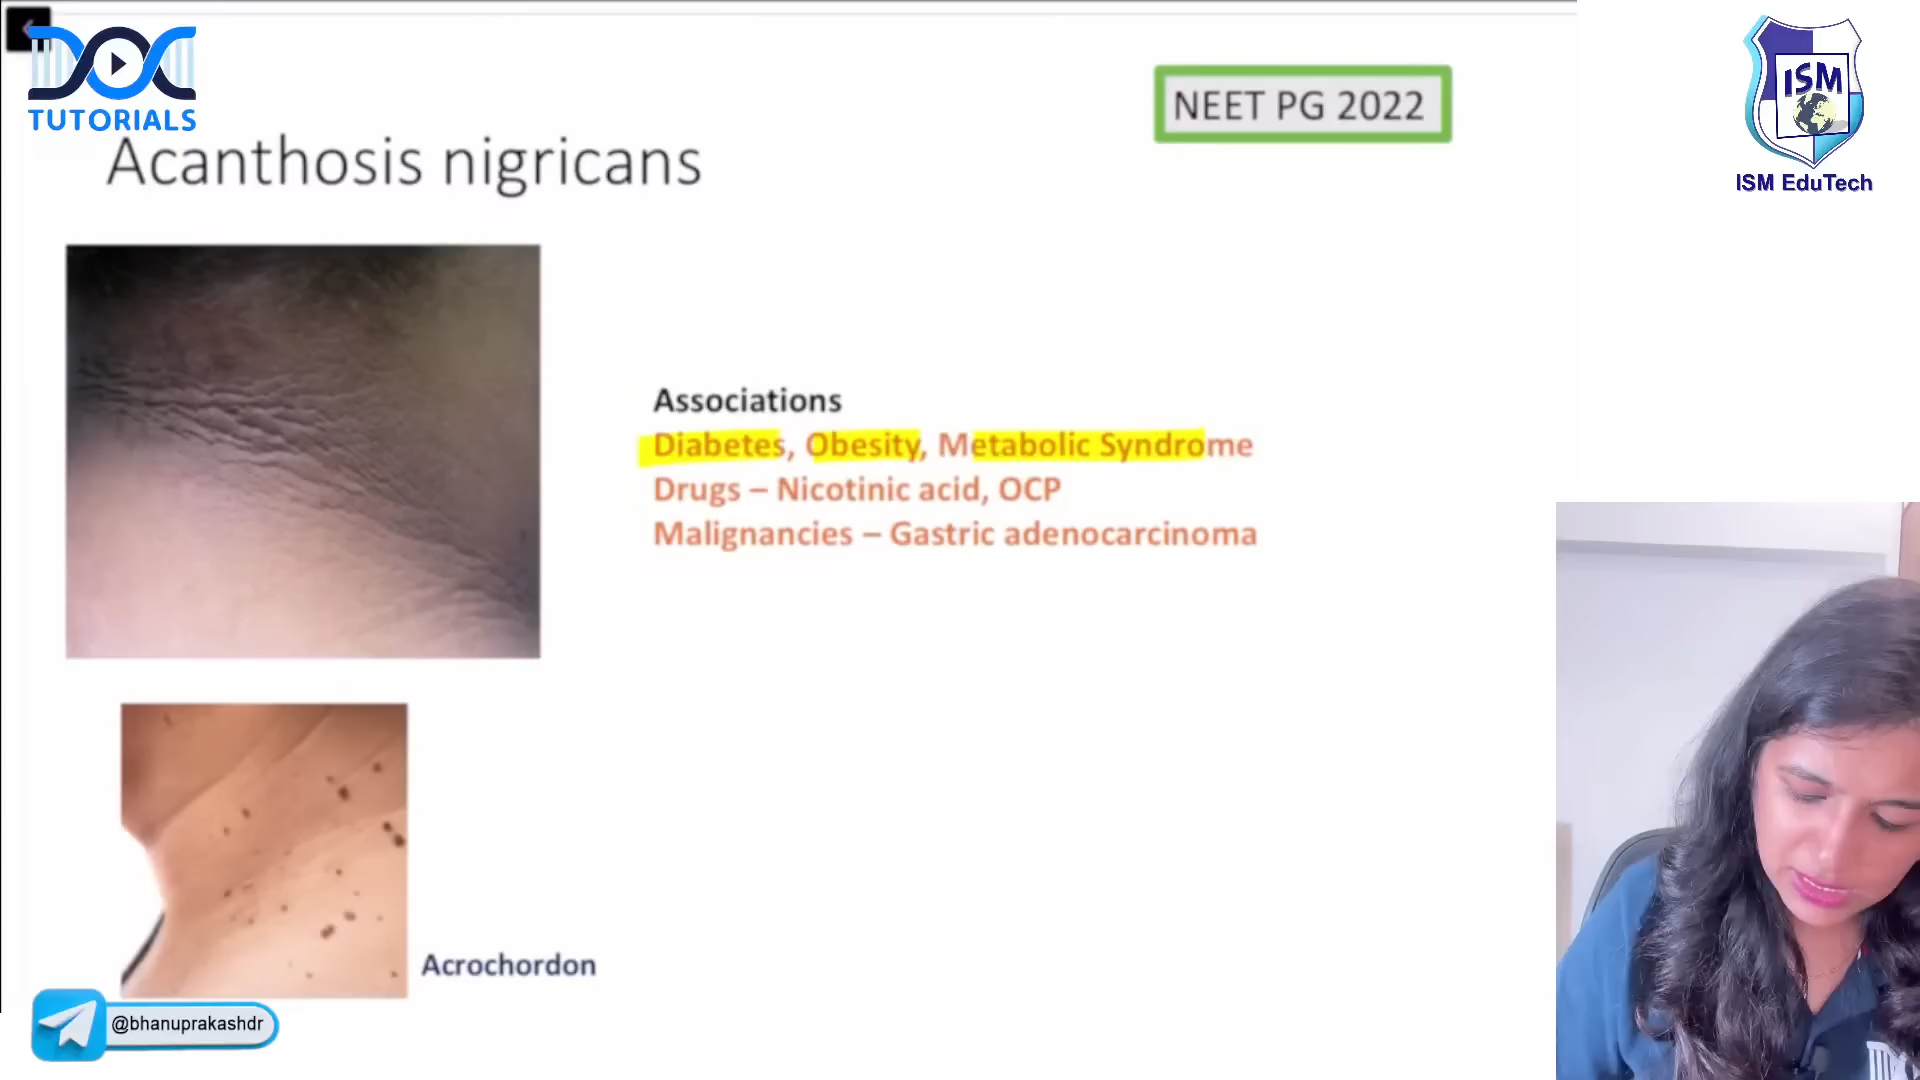 DOC
TUTORIALS
NEET PG 2022
ISM
ISM EduTech
Acanthosis nigricans
Associations
Diabetes, Obesity, Metabolic Syndrome
Drugs – Nicotinic acid, OCP
Malignancies – Gastric adenocarcinoma
Acrochordon
@bhanuprakashdr